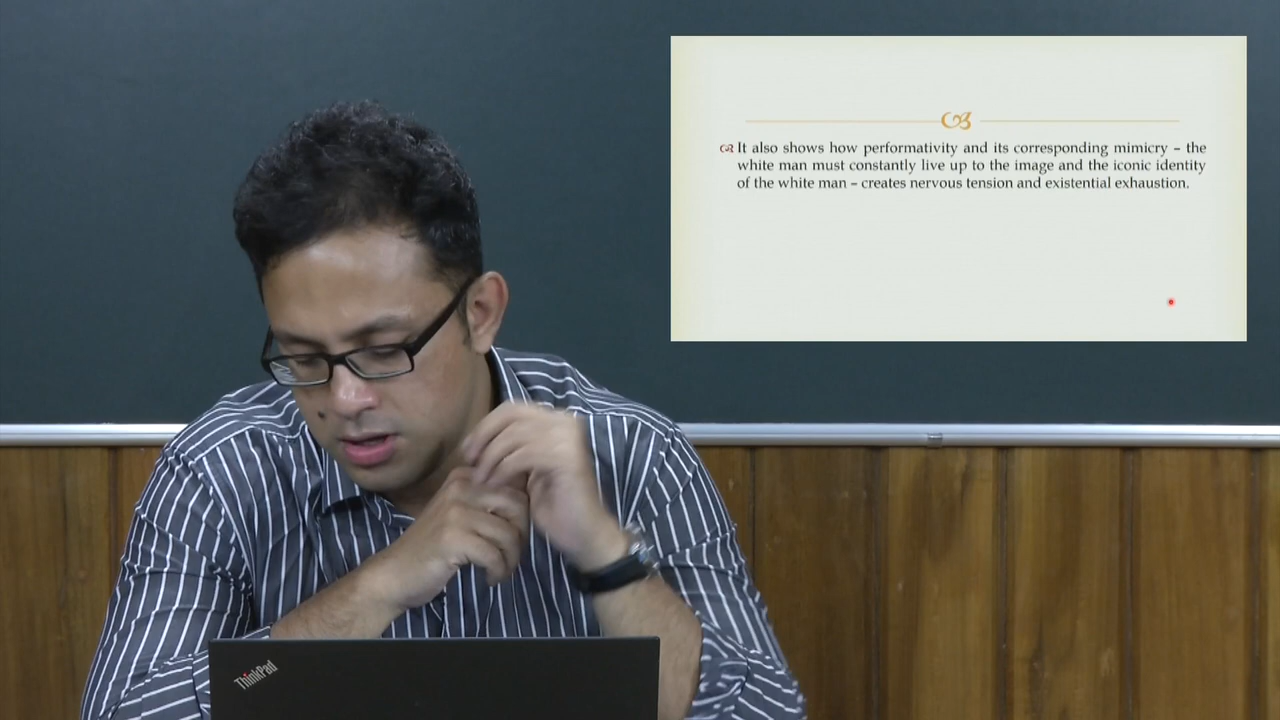 It also shows how performativity and its corresponding mimicry – the
white man must constantly live up to the image and the iconic identity
of the white man – creates nervous tension and existential exhaustion.
ThinkPad